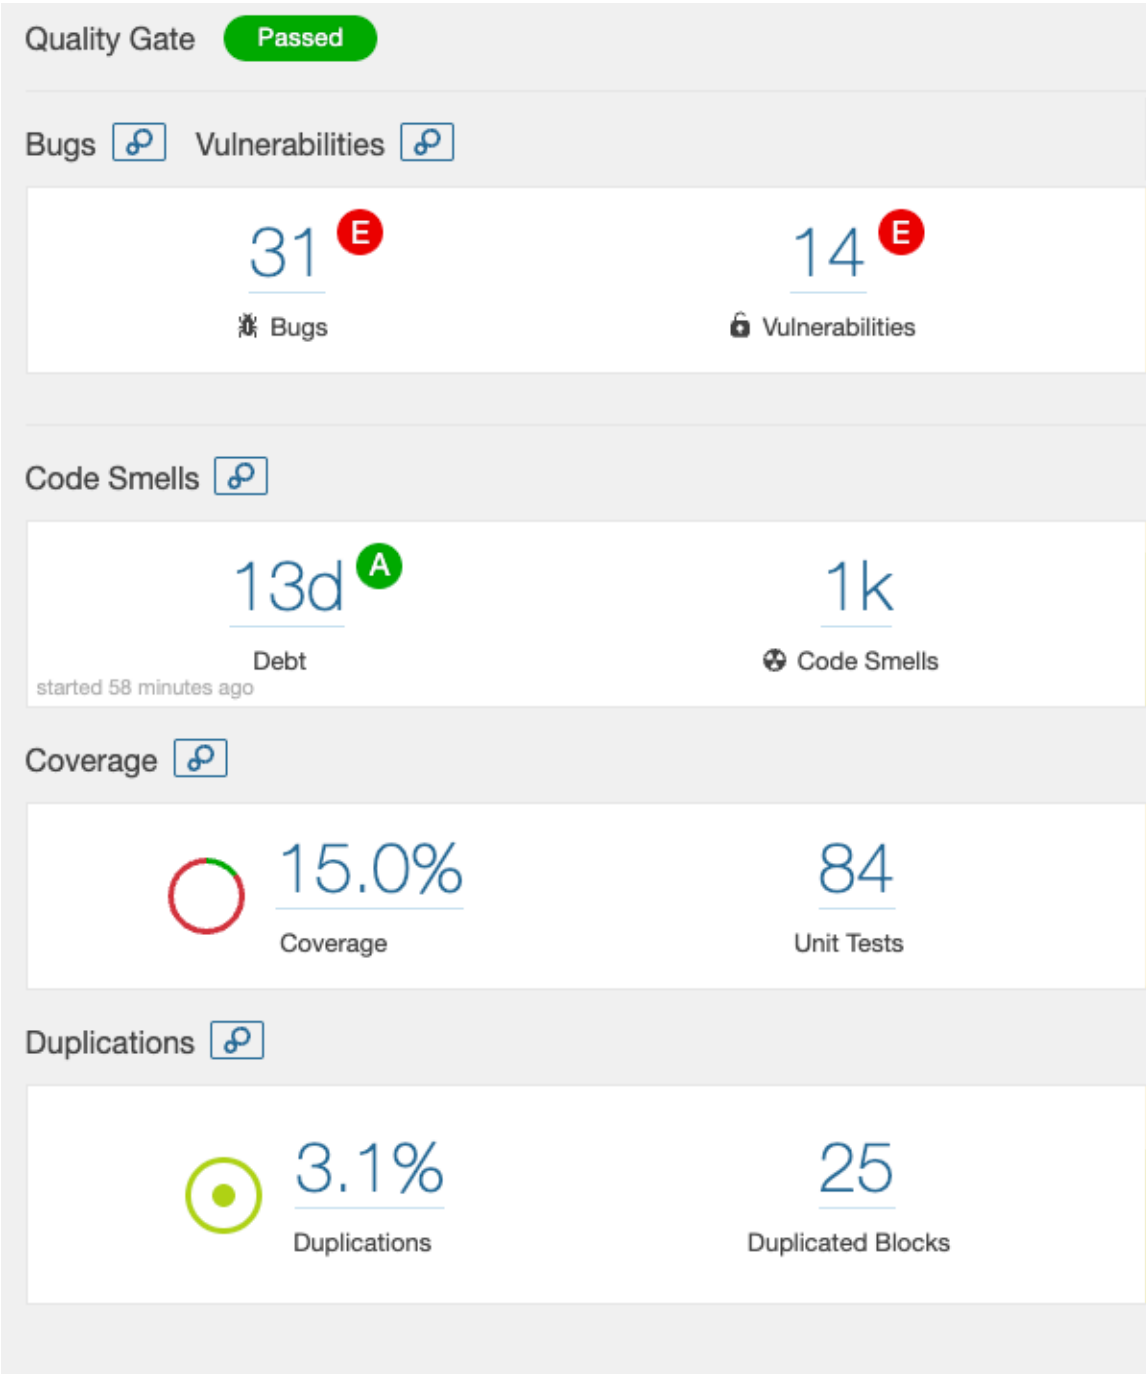 Quality Gate Passed
Bugs Vulnerabilities
31 E 14 E
Bugs Vulnerabilities
Code Smells
13d A 1k
Debt Code Smells
started 58 minutes ago
Coverage
15.0% 84
Coverage Unit Tests
Duplications
3.1% 25
Duplications Duplicated Blocks